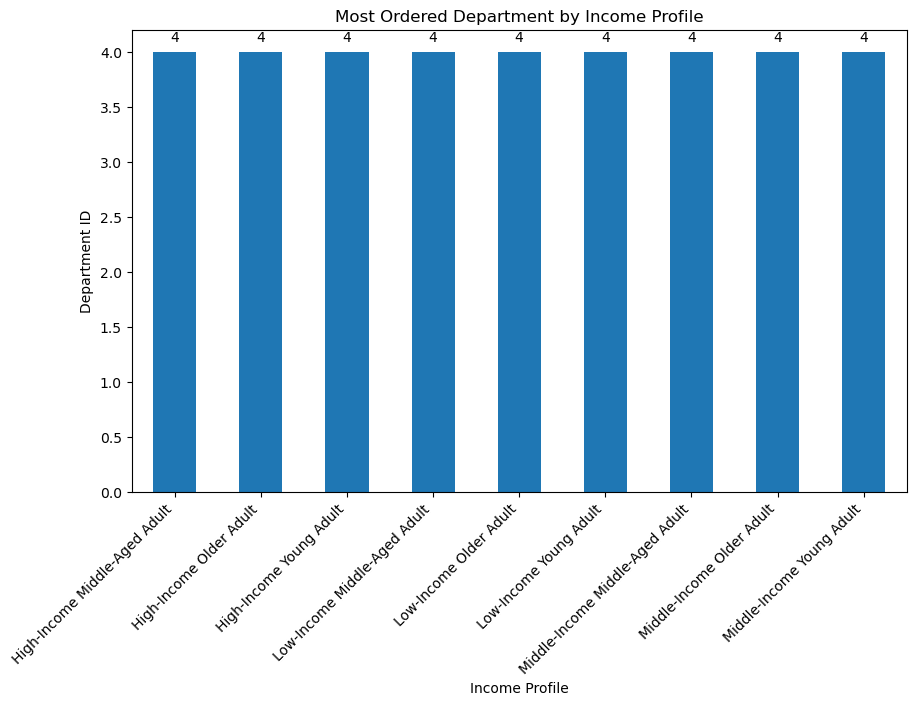 Most Ordered Department by Income Profile
4 4 4 4 4 4 4 4 4
4.0
3.5
3.0
2.5
2.0
1.5
1.0
0.5
0.0
Department ID
High-Income Middle-Aged Adult
High-Income Older Adult
High-Income Young Adult
Low-Income Middle-Aged Adult
Low-Income Older Adult
Low-Income Young Adult
Middle-Income Middle-Aged Adult
Middle-Income Older Adult
Middle-Income Young Adult
Income Profile